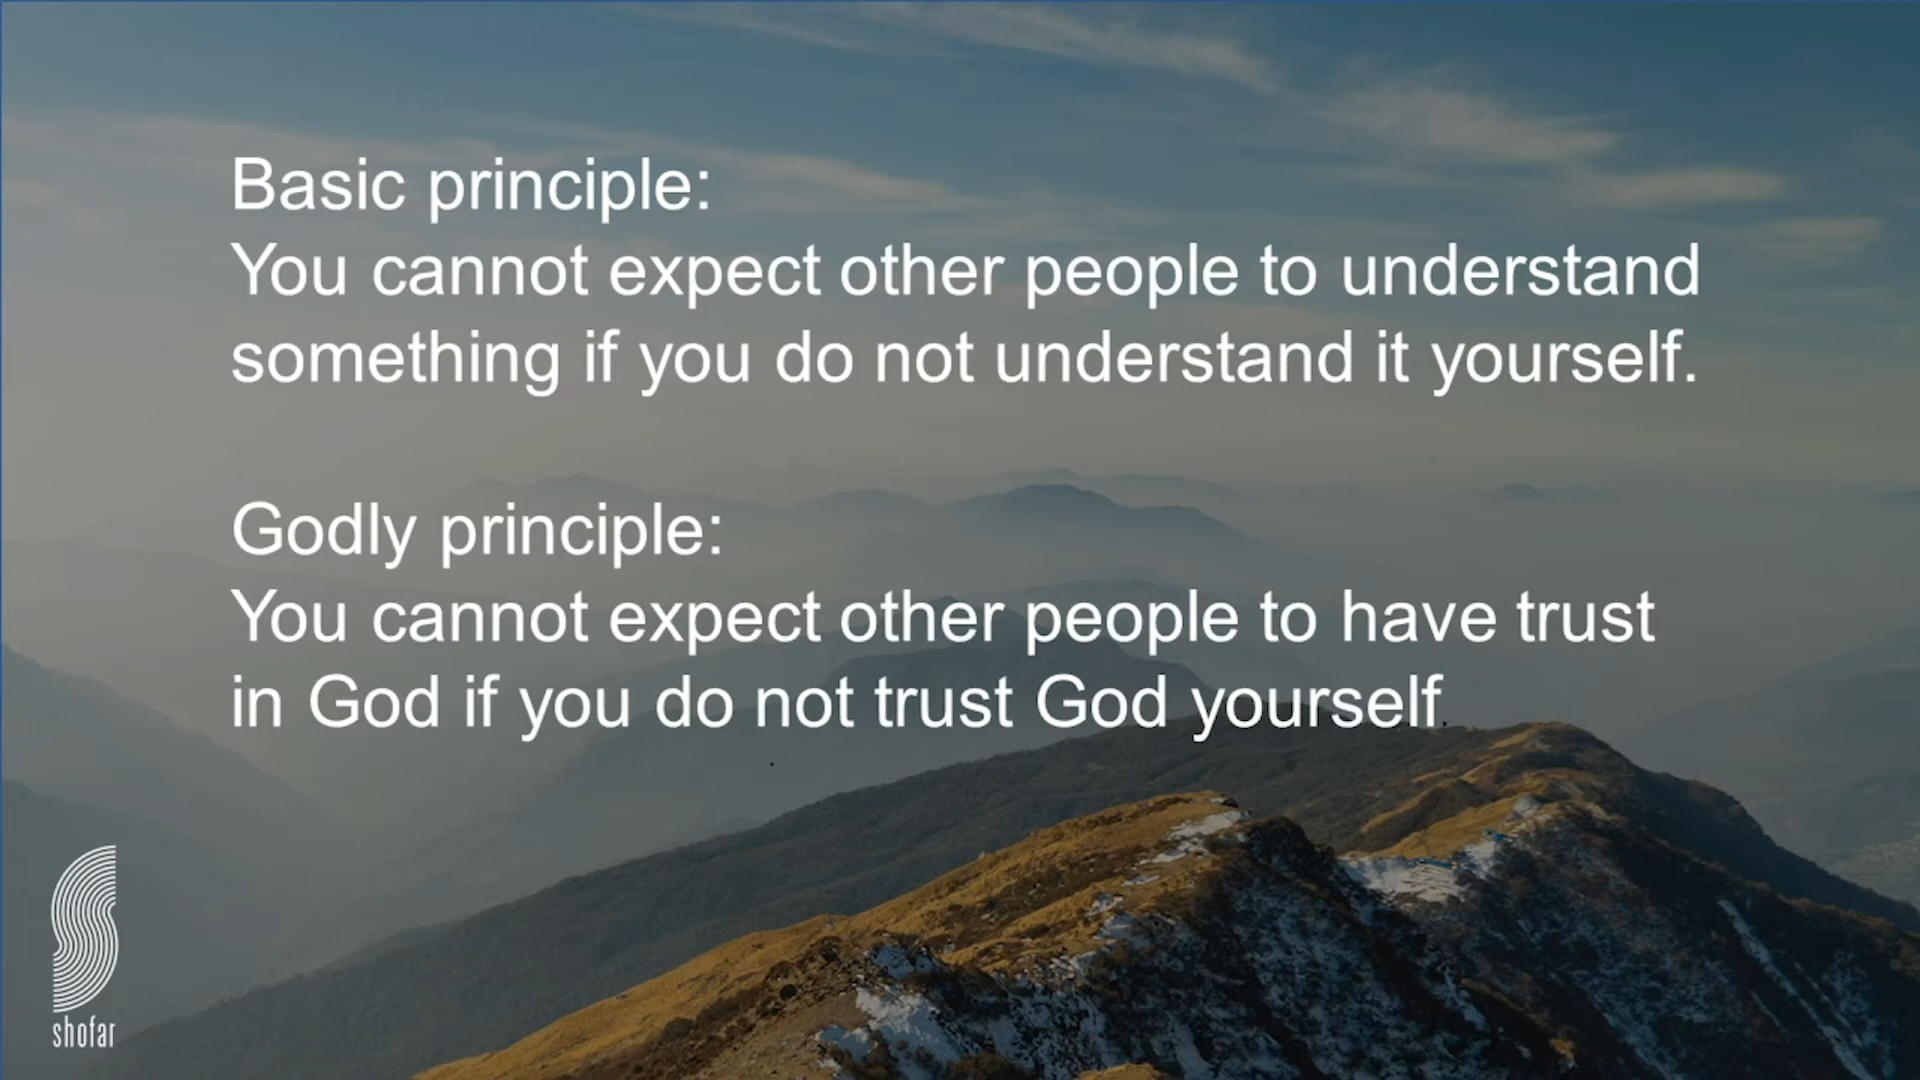 Basic principle:
You cannot expect other people to understand
something if you do not understand it yourself.
Godly principle:
You cannot expect other people to have trust
in God if you do not trust God yourself.
shofar